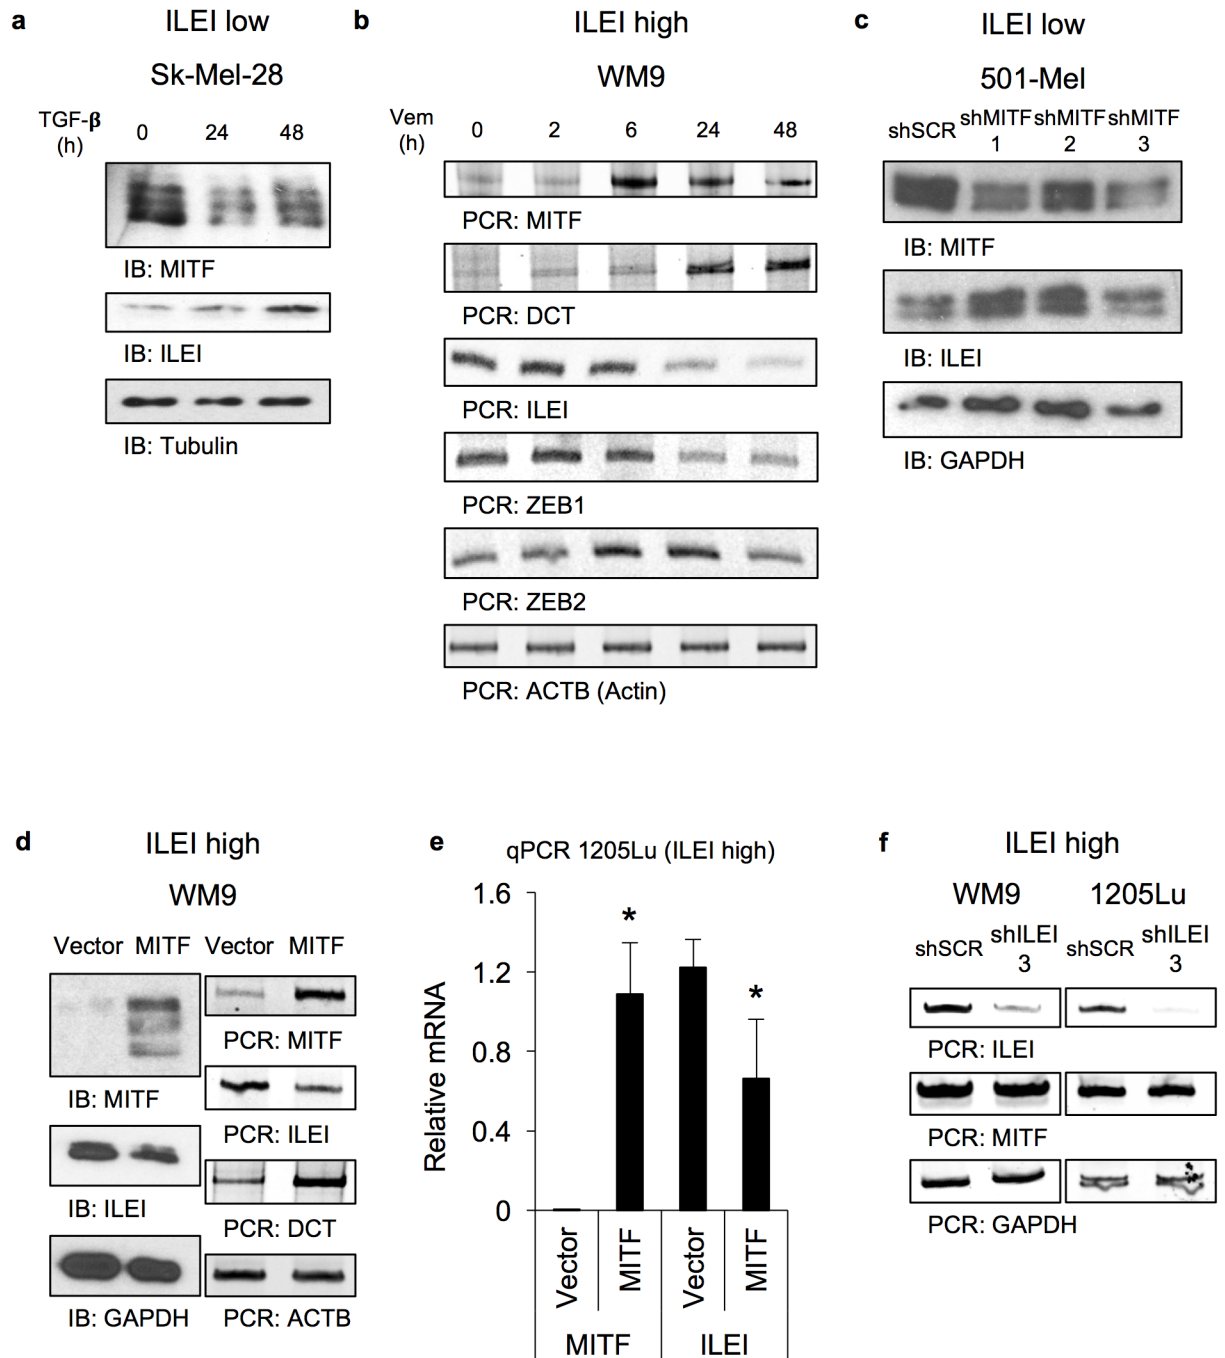 a
ILEI low
Sk-Mel-28
TGF-β
(h)
0 24 48
IB: MITF
IB: ILEI
IB: Tubulin
b
ILEI high
WM9
Vem
(h)
0 2 6 24 48
PCR: MITF
PCR: DCT
PCR: ILEI
PCR: ZEB1
PCR: ZEB2
PCR: ACTB (Actin)
c
ILEI low
501-Mel
shSCR shMITF 1 shMITF 2 shMITF 3
IB: MITF
IB: ILEI
IB: GAPDH
d
ILEI high
WM9
Vector MITF Vector MITF
IB: MITF
IB: ILEI
IB: GAPDH
PCR: MITF
PCR: ILEI
PCR: DCT
PCR: ACTB
e
qPCR 1205Lu (ILEI high)
Relative mRNA
1.6
1.2
0.8
0.4
0
*
*
Vector MITF Vector MITF
MITF ILEI
f
ILEI high
WM9 1205Lu
shSCR shILEI 3 shSCR shILEI 3
PCR: ILEI
PCR: MITF
PCR: GAPDH